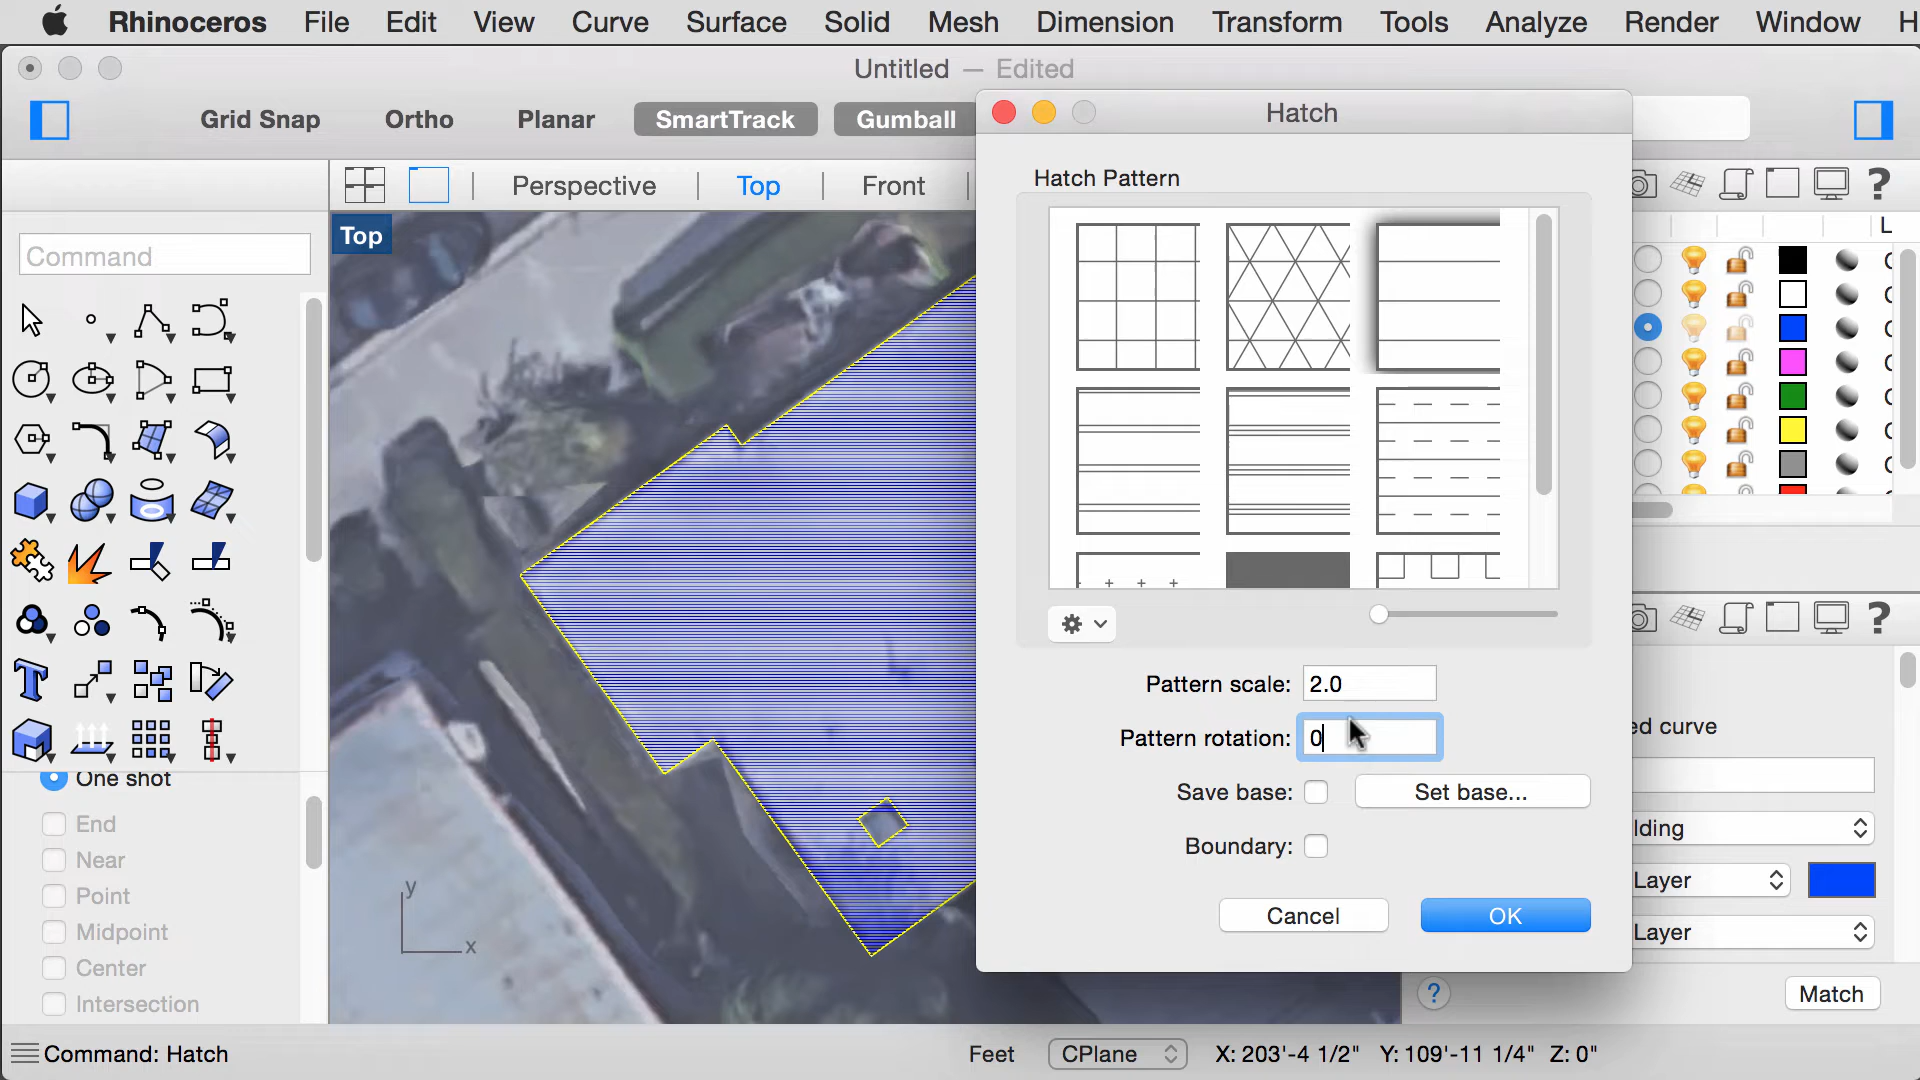 Rhinoceros File Edit View Curve Surface Solid Mesh Dimension Transform Tools Analyze Render Window H
Untitled — Edited
Grid Snap Ortho Planar SmartTrack Gumball
Hatch
Perspective Top Front
Top
Command
Hatch Pattern
L
Pattern scale: 2.0
Pattern rotation: 0
Save base: Set base...
Boundary:
Cancel OK
ed curve
lding
Layer
Layer
Match
?
One shot
End
Near
Point
Midpoint
Center
Intersection
y
x
Command: Hatch
Feet CPlane X: 203'-4 1/2" Y: 109'-11 1/4" Z: 0"